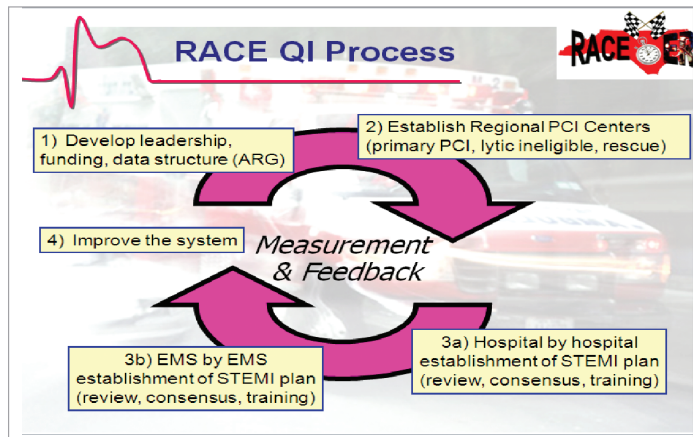 RACE QI Process
RACE ER
1) Develop leadership,
funding, data structure (ARG)
2) Establish Regional PCI Centers
(primary PCI, lytic ineligible, rescue)
4) Improve the system
Measurement
& Feedback
3b) EMS by EMS
establishment of STEMI plan
(review, consensus, training)
3a) Hospital by hospital
establishment of STEMI plan
(review, consensus, training)